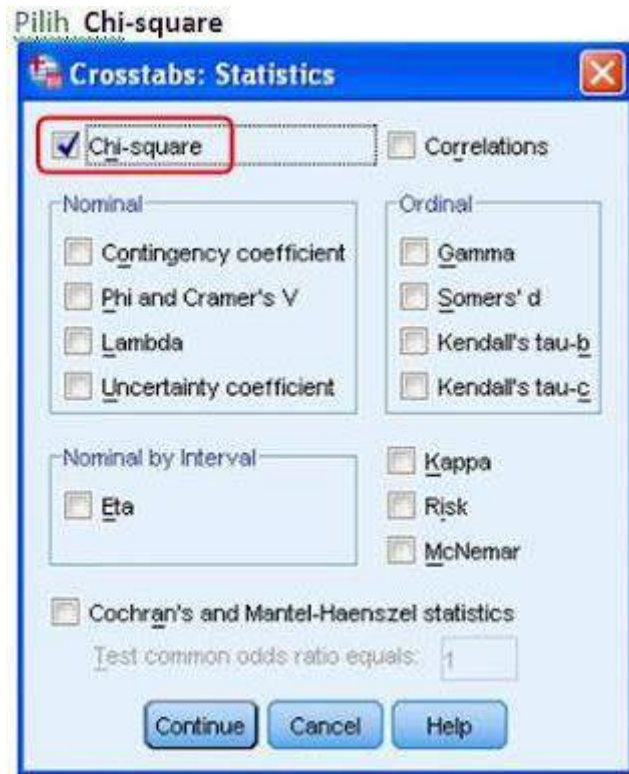 Pilih Chi-square
Crosstabs: Statistics
Chi-square
Correlations
Nominal
Contingency coefficient
Phi and Cramer's V
Lambda
Uncertainty coefficient
Ordinal
Gamma
Somers' d
Kendall's tau-b
Kendall's tau-c
Nominal by Interval
Eta
Kappa
Risk
McNemar
Cochran's and Mantel-Haenszel statistics
Test common odds ratio equals: 1
Continue Cancel Help